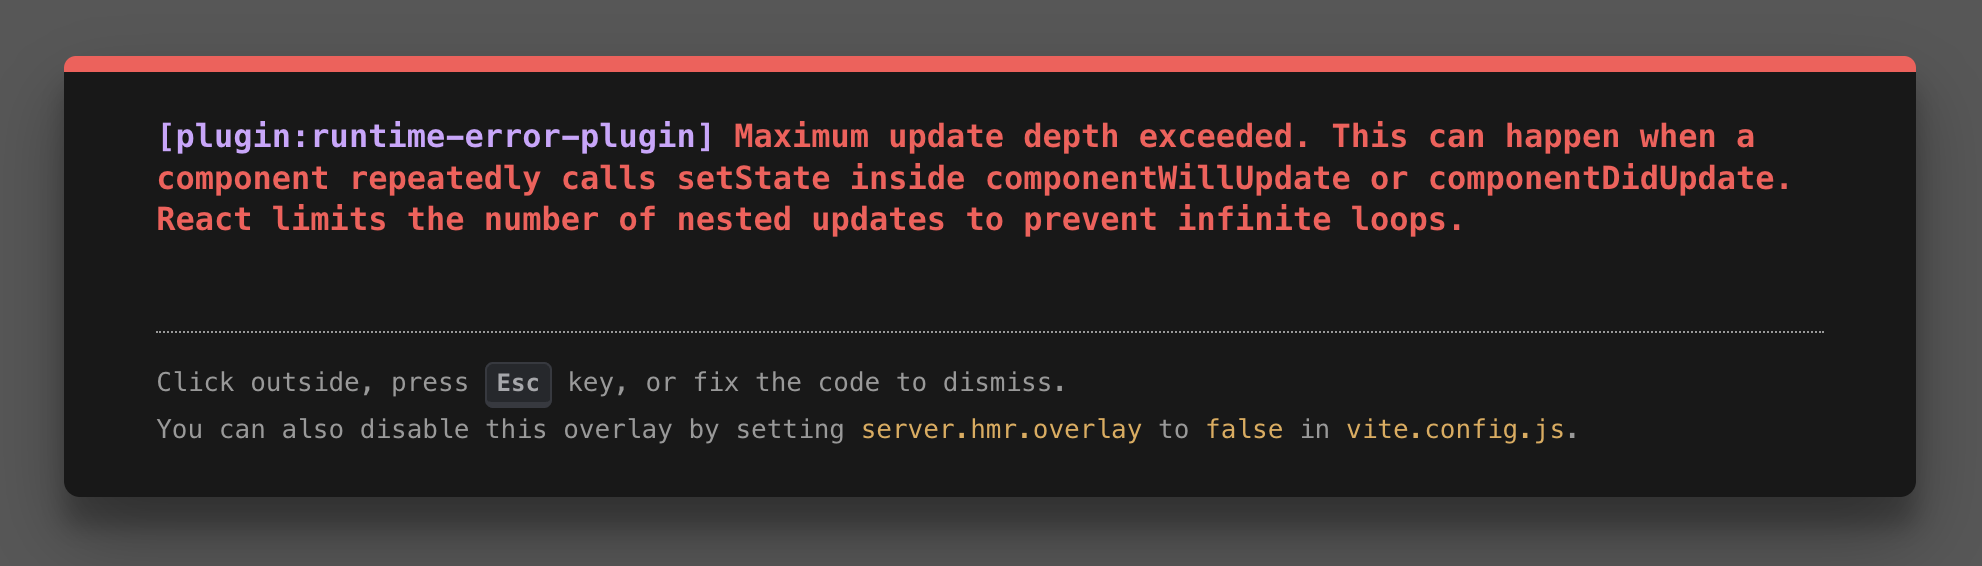 [plugin:runtime-error-plugin] Maximum update depth exceeded. This can happen when a
component repeatedly calls setState inside componentWillUpdate or componentDidUpdate.
React limits the number of nested updates to prevent infinite loops.
Click outside, press Esc key, or fix the code to dismiss.
You can also disable this overlay by setting server.hmr.overlay to false in vite.config.js.